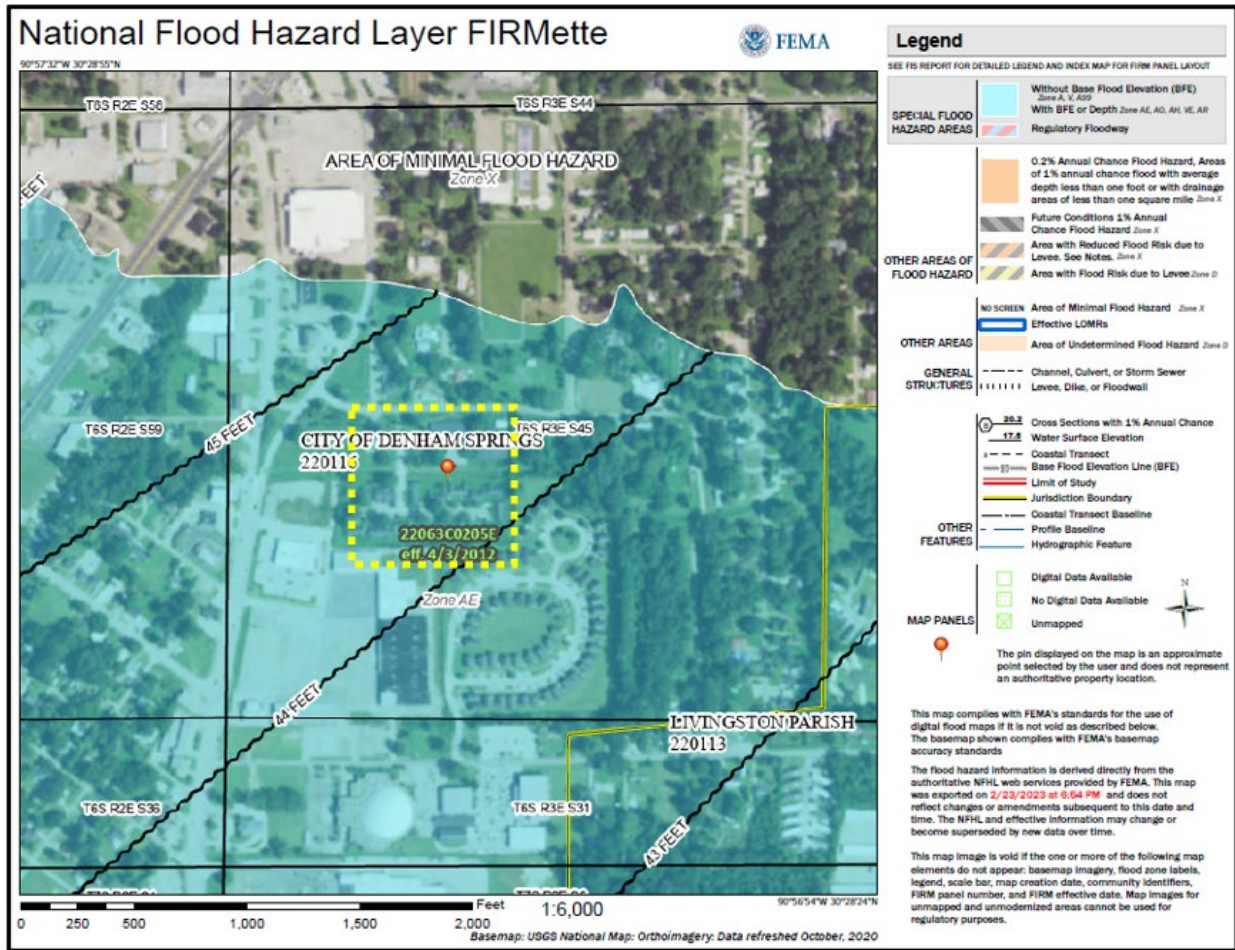 National Flood Hazard Layer FIRMette
FEMA
90°57'32"W 30°28'55"N
T6S R2E S58
T6S R3E S44
AREA OF MINIMAL FLOOD HAZARD
Zone X
FEET
T6S R2E S59
45 FEET
CITY OF DENHAM SPRINGS
220116
T6S R3E S45
22063C0205E
eff. 4/3/2012
Zone AE
44 FEET
LIVINGSTON PARISH
220113
T6S R2E S36
T6S R3E S31
43 FEET
90°56'54"W 30°28'24"N
Feet
1:6,000
0 250 500 1,000 1,500 2,000
Basemap: USGS National Map: Orthoimagery: Data refreshed October, 2020
Legend
SEE FIS REPORT FOR DETAILED LEGEND AND INDEX MAP FOR FIRM PANEL LAYOUT
SPECIAL FLOOD
HAZARD AREAS
Without Base Flood Elevation (BFE)
Zone A, V, A99
With BFE or Depth Zone AE, AO, AH, VE, AR
Regulatory Floodway
OTHER AREAS OF
FLOOD HAZARD
0.2% Annual Chance Flood Hazard, Areas
of 1% annual chance flood with average
depth less than one foot or with drainage
areas of less than one square mile Zone X
Future Conditions 1% Annual
Chance Flood Hazard Zone X
Area with Reduced Flood Risk due to
Levee. See Notes. Zone X
Area with Flood Risk due to Levee Zone D
OTHER AREAS
NO SCREEN Area of Minimal Flood Hazard Zone X
Effective LOMRs
Area of Undetermined Flood Hazard Zone D
GENERAL
STRUCTURES
Channel, Culvert, or Storm Sewer
Levee, Dike, or Floodwall
OTHER
FEATURES
20.2 Cross Sections with 1% Annual Chance
17.5 Water Surface Elevation
Coastal Transect
Base Flood Elevation Line (BFE)
Limit of Study
Jurisdiction Boundary
Coastal Transect Baseline
Profile Baseline
Hydrographic Feature
MAP PANELS
Digital Data Available
No Digital Data Available
Unmapped
N
The pin displayed on the map is an approximate
point selected by the user and does not represent
an authoritative property location.
This map complies with FEMA's standards for the use of
digital flood maps if it is not void as described below.
The basemap shown complies with FEMA's basemap
accuracy standards
The flood hazard information is derived directly from the
authoritative NFHL web services provided by FEMA. This map
was exported on 2/23/2023 at 6:54 PM and does not
reflect changes or amendments subsequent to this date and
time. The NFHL and effective information may change or
become superseded by new data over time.
This map image is void if the one or more of the following map
elements do not appear: basemap imagery, flood zone labels,
legend, scale bar, map creation date, community identifiers,
FIRM panel number, and FIRM effective date. Map images for
unmapped and unmodernized areas cannot be used for
regulatory purposes.